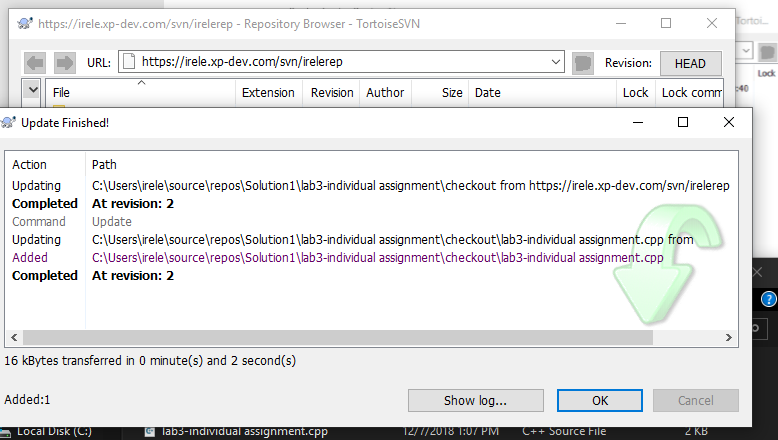 https://irele.xp-dev.com/svn/irelerep - Repository Browser - TortoiseSVN
URL: https://irele.xp-dev.com/svn/irelerep Revision: HEAD
File Extension Revision Author Size Date Lock Lock comm
Lock
:40
Update Finished!
Action Path
Updating C:\Users\irele\source\repos\Solution1\lab3-individual assignment\checkout from https://irele.xp-dev.com/svn/irelerep
Completed At revision: 2
Command Update
Updating C:\Users\irele\source\repos\Solution1\lab3-individual assignment\checkout\lab3-individual assignment.cpp from
Added C:\Users\irele\source\repos\Solution1\lab3-individual assignment\checkout\lab3-individual assignment.cpp
Completed At revision: 2
16 kBytes transferred in 0 minute(s) and 2 second(s)
Added:1
Show log... OK Cancel
Local Disk (C:) lab3-individual assignment.cpp 12/7/2018 1:07 PM C++ Source File 2 KB